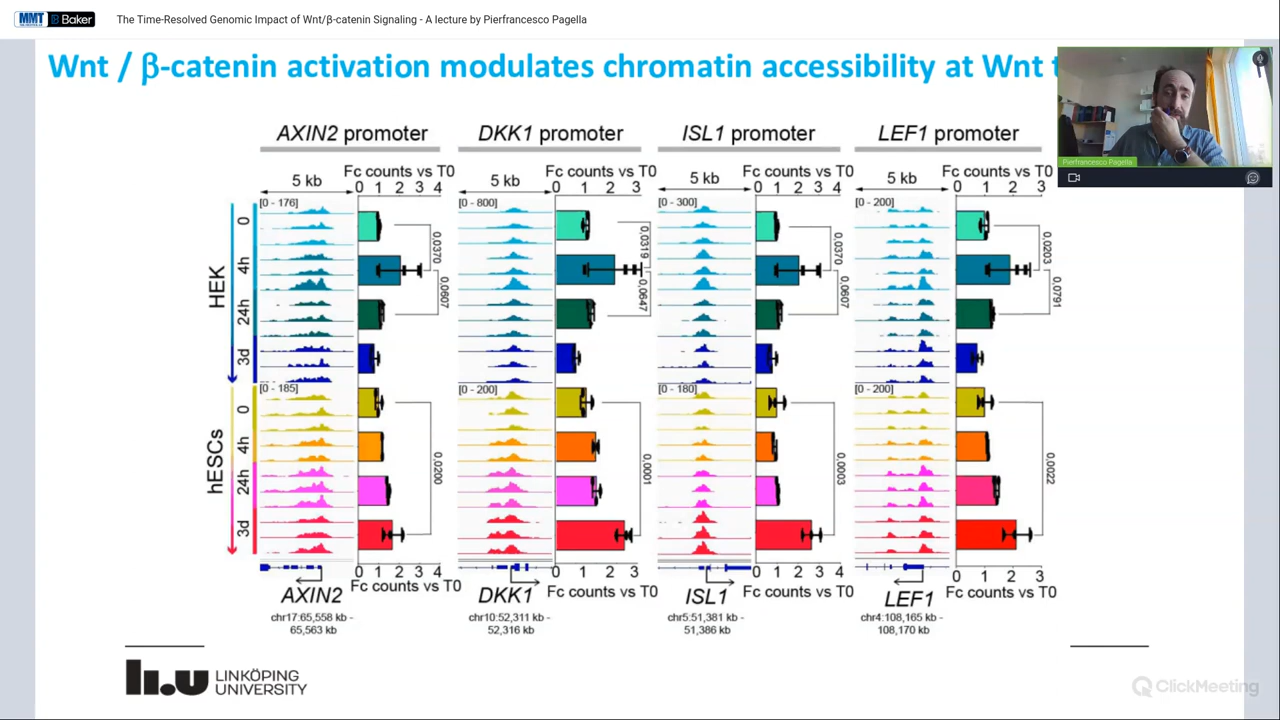 MMT
Baker
The Time-Resolved Genomic Impact of Wnt/β-catenin Signaling - A lecture by Pierfrancesco Pagella
Wnt / β-catenin activation modulates chromatin accessibility at Wnt t
Pierfrancesco Pagella
AXIN2 promoter
DKK1 promoter
ISL1 promoter
LEF1 promoter
Fc counts vs T0
Fc counts vs T0
Fc counts vs T0
Fc counts vs T0
5 kb
0 1 2 3 4
5 kb
0 1 2 3
5 kb
0 1 2 3 4
5 kb
0 1 2 3
[0 - 176]
[0 - 800]
[0 - 300]
[0 - 200]
HEK
0
4h
24h
3d
0.0370
0.0607
0.0319
0.0647
0.0370
0.0607
0.0203
0.0791
[0 - 185]
[0 - 200]
[0 - 180]
[0 - 200]
hESCs
0
4h
24h
3d
0.0200
0.0001
0.0003
0.0022
0 1 2 3 4
0 1 2 3
0 1 2 3 4
0 1 2 3
Fc counts vs T0
Fc counts vs T0
Fc counts vs T0
Fc counts vs T0
AXIN2
DKK1
ISL1
LEF1
chr17:65,558 kb -
65,563 kb
chr10:52,311 kb -
52,316 kb
chr5:51,381 kb -
51,386 kb
chr4:108,165 kb -
108,170 kb
li.u LINKÖPING
UNIVERSITY
ClickMeeting